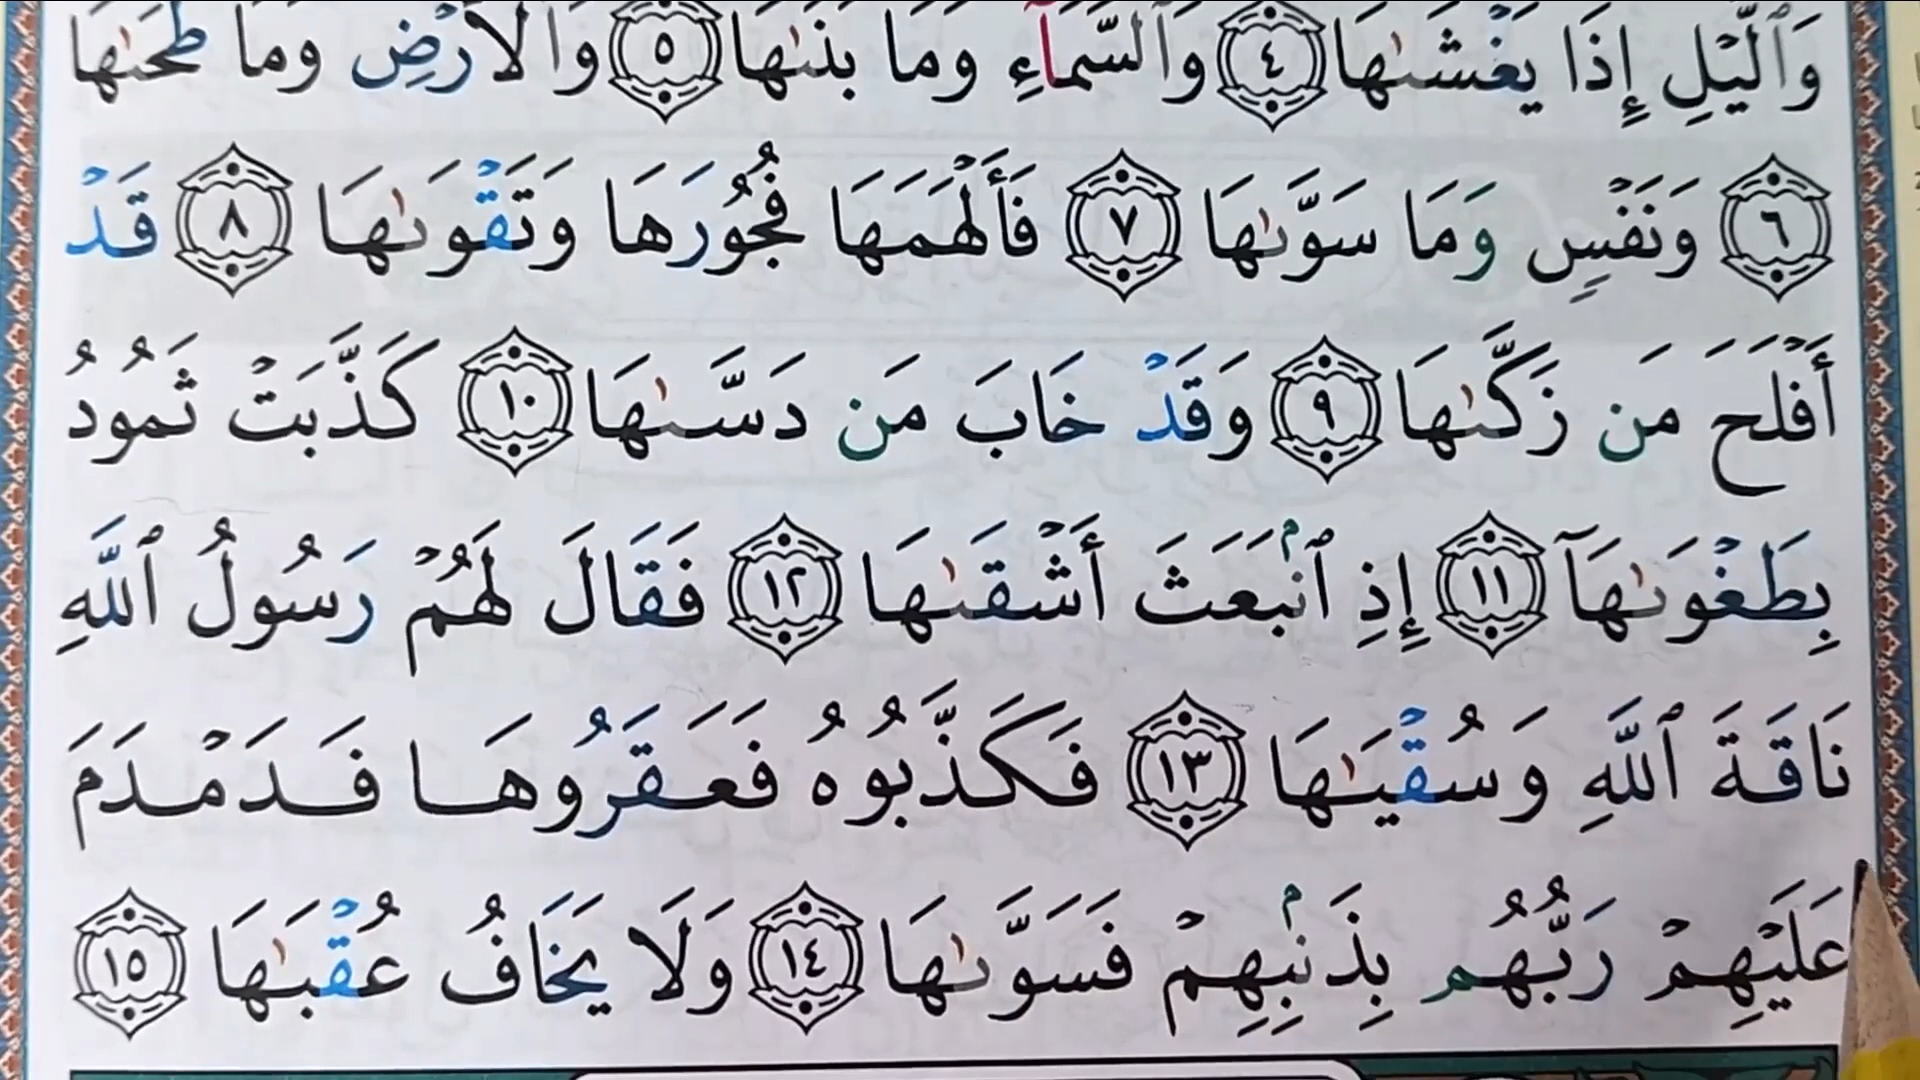 وَٱلَّيۡلِ إِذَا يَغۡشَىٰهَا ٤ وَٱلسَّمَآءِ وَمَا بَنَىٰهَا ٥ وَٱلۡأَرۡضِ وَمَا طَحَىٰهَا
٦ وَنَفۡسٖ وَمَا سَوَّىٰهَا ٧ فَأَلۡهَمَهَا فُجُورَهَا وَتَقۡوَىٰهَا ٨ قَدۡ
أَفۡلَحَ مَن زَكَّىٰهَا ٩ وَقَدۡ خَابَ مَن دَسَّىٰهَا ١٠ كَذَّبَتۡ ثَمُودُ
بِطَغۡوَىٰهَآ ١١ إِذِ ٱنۢبَعَثَ أَشۡقَىٰهَا ١٢ فَقَالَ لَهُمۡ رَسُولُ ٱللَّهِ
نَاقَةَ ٱللَّهِ وَسُقۡيَٰهَا ١٣ فَكَذَّبُوهُ فَعَقَرُوهَا فَدَمۡدَمَ
عَلَيۡهِمۡ رَبُّهُم بِذَنۢبِهِمۡ فَسَوَّىٰهَا ١٤ وَلَا يَخَافُ عُقۡبَٰهَا ١٥